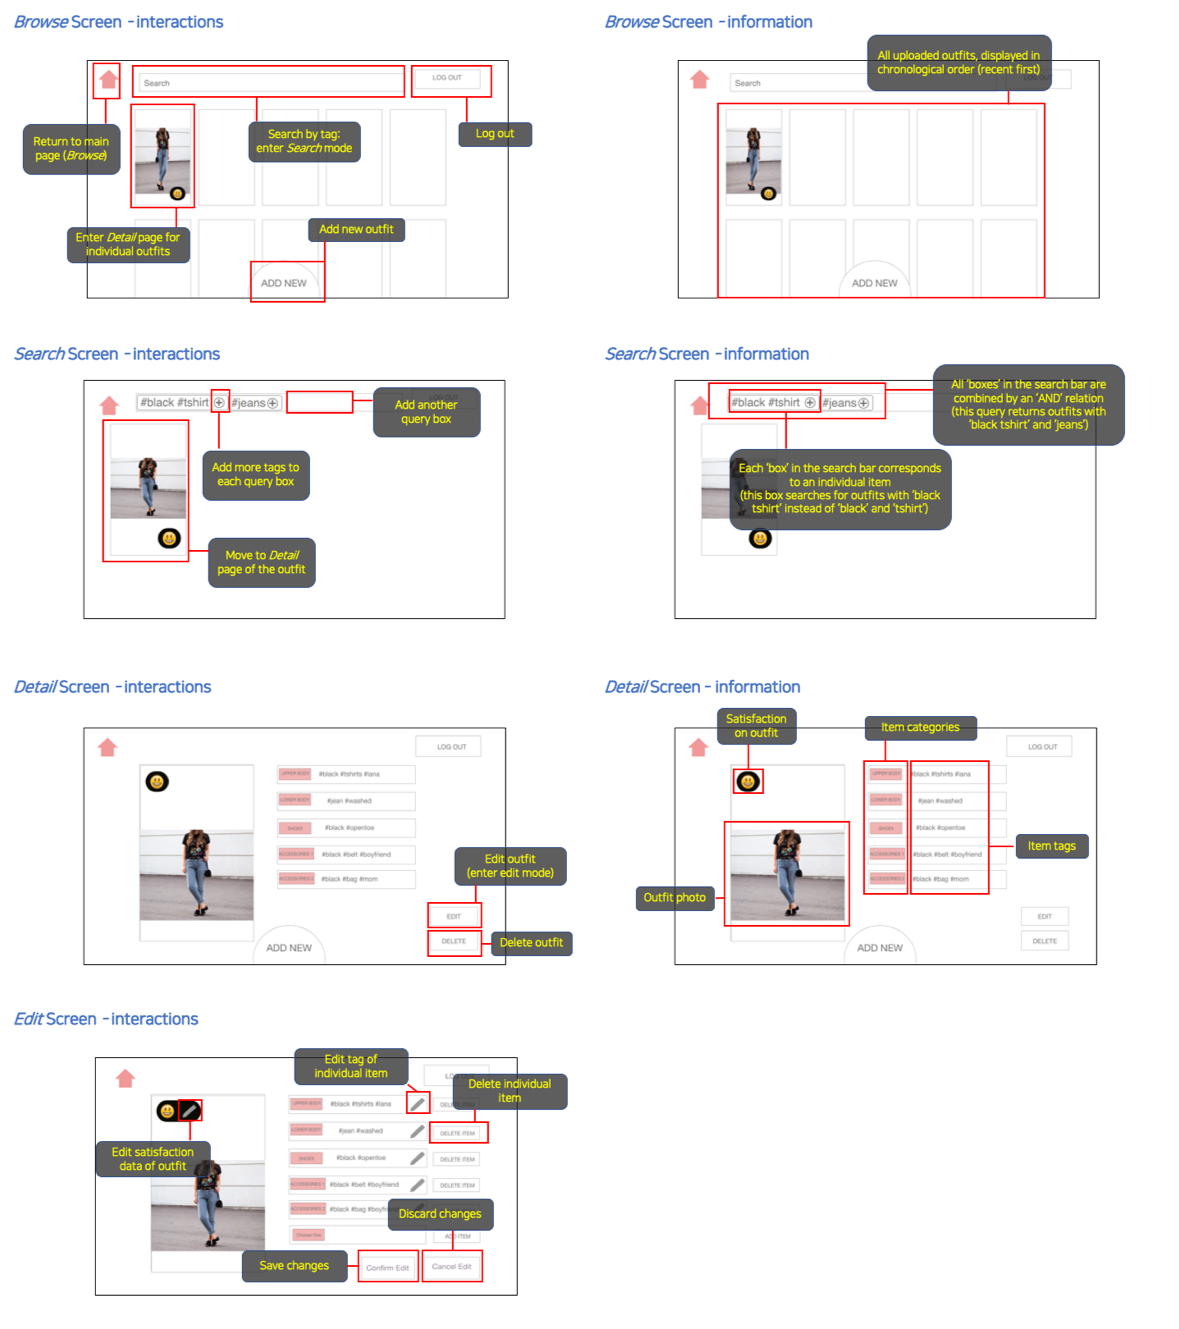 Browse Screen - interactions
Search
LOG OUT
Return to main
page (Browse)
Search by tag:
enter Search mode
Log out
Enter Detail page for
individual outfits
Add new outfit
ADD NEW
Browse Screen - information
All uploaded outfits, displayed in
chronological order (recent first)
Search
LOG OUT
ADD NEW
Search Screen - interactions
#black #tshirt
#jeans
Add another
query box
Add more tags to
each query box
Move to Detail
page of the outfit
Search Screen - information
#black #tshirt
#jeans
All 'boxes' in the search bar are
combined by an 'AND' relation
(this query returns outfits with
'black tshirt' and 'jeans')
Each 'box' in the search bar corresponds
to an individual item
(this box searches for outfits with 'black
tshirt' instead of 'black' and 'tshirt')
Detail Screen - interactions
LOG OUT
UPPER BODY #black #tshirts #lana
LOWER BODY #jean #washed
SHOES #black #opentoe
ACCESSORIES 1 #black #belt #boyfriend
ACCESSORIES 2 #black #bag #mom
Edit outfit
(enter edit mode)
EDIT
DELETE
Delete outfit
ADD NEW
Detail Screen - information
Satisfaction
on outfit
Item categories
LOG OUT
UPPER BODY #black #tshirts #lana
LOWER BODY #jean #washed
SHOES #black #opentoe
ACCESSORIES 1 #black #belt #boyfriend
ACCESSORIES 2 #black #bag #mom
Item tags
Outfit photo
EDIT
DELETE
ADD NEW
Edit Screen - interactions
Edit tag of
individual item
Delete individual
item
UPPER BODY #black #tshirts #lana
LOWER BODY #jean #washed DELETE ITEM
SHOES #black #opentoe DELETE ITEM
ACCESSORIES 1 #black #belt #boyfriend DELETE ITEM
ACCESSORIES 2 #black #bag
Edit satisfaction
data of outfit
Discard changes
Choose One ADD ITEM
Save changes
Confirm Edit
Cancel Edit